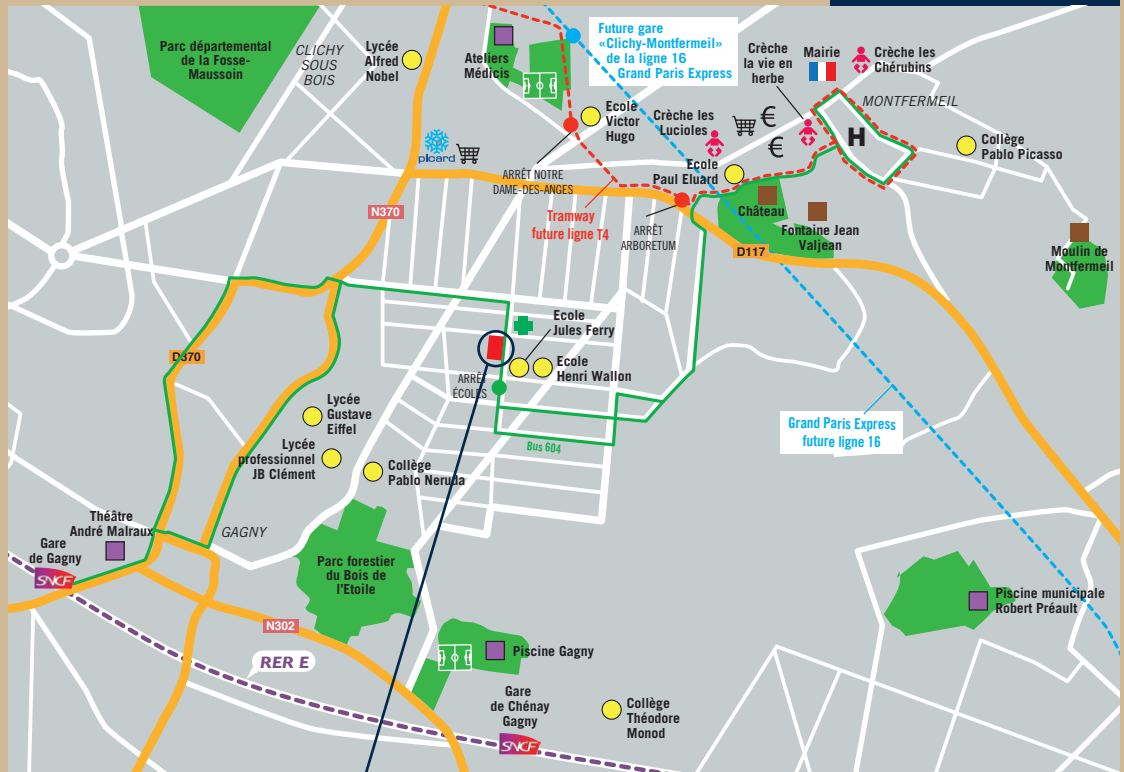 Parc départemental
de la Fosse-
Maussoin
CLICHY
SOUS
BOIS
Lycée
Alfred
Nobel
Ateliers
Médicis
Future gare
«Clichy-Montfermeil»
de la ligne 16
Grand Paris Express
Crèche
la vie en
herbe
Mairie
Crèche les
Chérubins
MONTFERMEIL
H
Collège
Pablo Picasso
Ecole
Victor
Hugo
Crèche les
Lucioles
€
€
Ecole
Paul Eluard
picard
ARRÊT NOTRE
DAME-DES-ANGES
N370
Tramway
future ligne T4
ARRÊT
ARBORETUM
Château
Fontaine Jean
Valjean
D117
Moulin de
Montfermeil
Ecole
Jules Ferry
Ecole
Henri Wallon
ARRÊT
ÉCOLES
D370
Lycée
Gustave
Eiffel
Lycée
professionnel
JB Clément
Collège
Pablo Neruda
Bus 604
Grand Paris Express
future ligne 16
Théâtre
André Malraux
GAGNY
Gare
de Gagny
SNCF
Parc forestier
du Bois de
l'Etoile
N302
RER E
Piscine Gagny
Piscine municipale
Robert Préault
Gare
de Chénay
Gagny
SNCF
Collège
Théodore
Monod